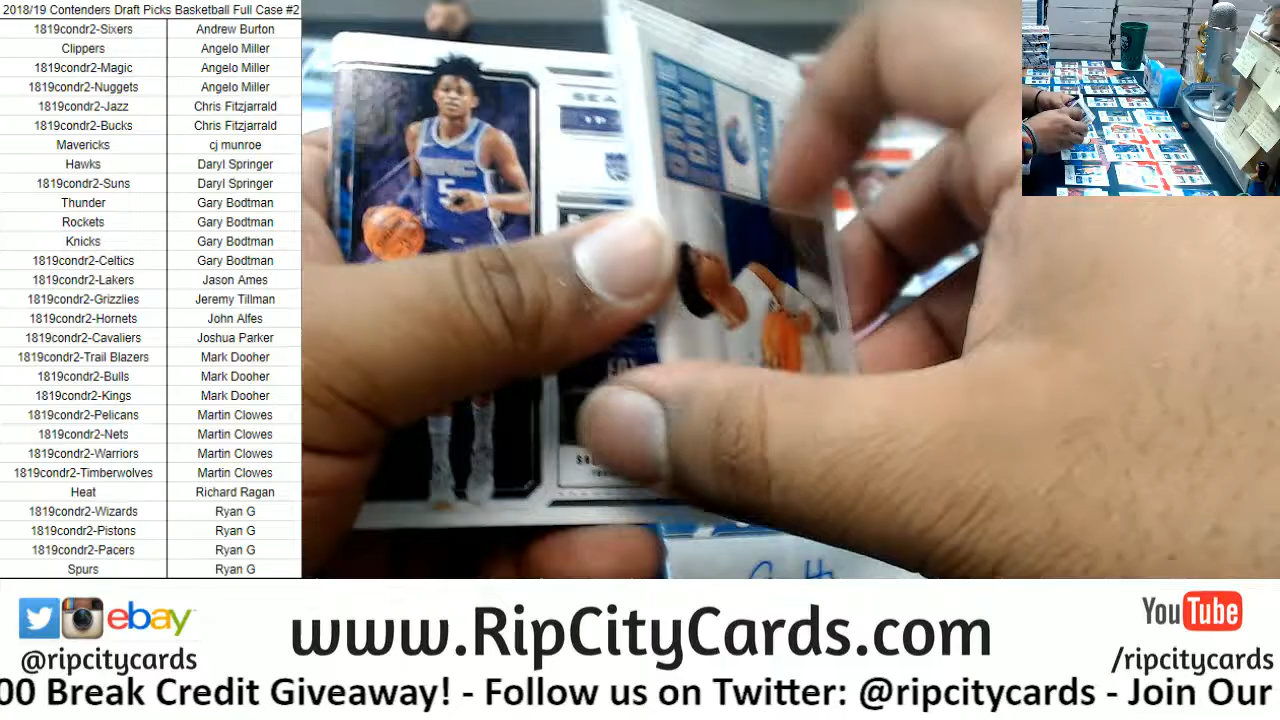 2018/19 Contenders Draft Picks Basketball Full Case #2
1819condr2-Sixers Andrew Burton
Clippers Angelo Miller
1819condr2-Magic Angelo Miller
1819condr2-Nuggets Angelo Miller
1819condr2-Jazz Chris Fitzjarrald
1819condr2-Bucks Chris Fitzjarrald
Mavericks cj munroe
Hawks Daryl Springer
1819condr2-Suns Daryl Springer
Thunder Gary Bodtman
Rockets Gary Bodtman
Knicks Gary Bodtman
1819condr2-Celtics Gary Bodtman
1819condr2-Lakers Jason Ames
1819condr2-Grizzlies Jeremy Tillman
1819condr2-Hornets John Alfes
1819condr2-Cavaliers Joshua Parker
1819condr2-Trail Blazers Mark Dooher
1819condr2-Bulls Mark Dooher
1819condr2-Kings Mark Dooher
1819condr2-Pelicans Martin Clowes
1819condr2-Nets Martin Clowes
1819condr2-Warriors Martin Clowes
1819condr2-Timberwolves Martin Clowes
Heat Richard Ragan
1819condr2-Wizards Ryan G
1819condr2-Pistons Ryan G
1819condr2-Pacers Ryan G
Spurs Ryan G
SEA
5
ebay
@ripcitycards
www.RipCityCards.com
YouTube
/ripcitycards
00 Break Credit Giveaway! - Follow us on Twitter: @ripcitycards - Join Our